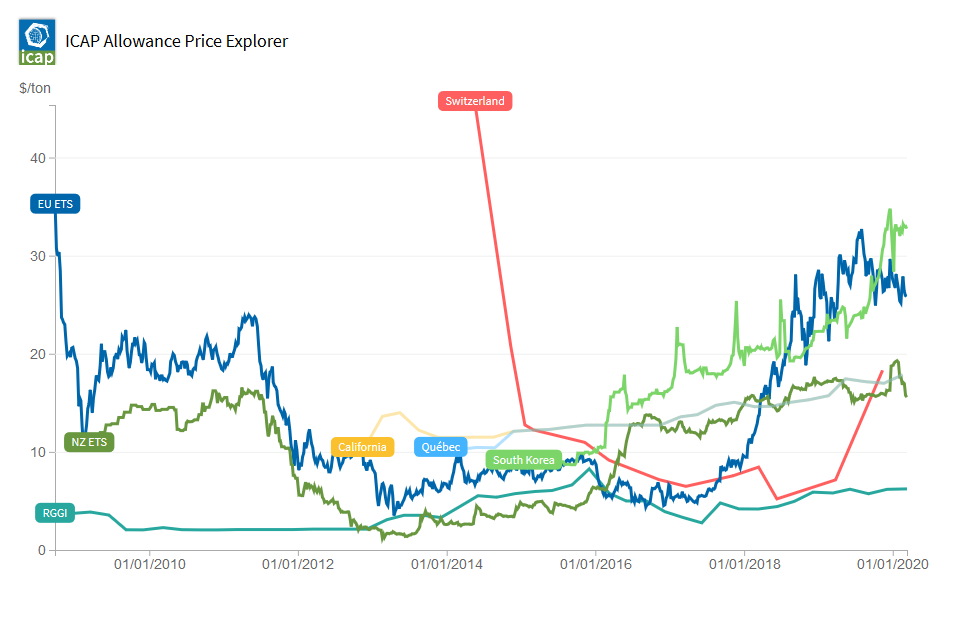 icap
ICAP Allowance Price Explorer
$/ton
Switzerland
40
EU ETS
30
20
NZ ETS
California
Québec
South Korea
10
RGGI
0
01/01/2010 01/01/2012 01/01/2014 01/01/2016 01/01/2018 01/01/2020